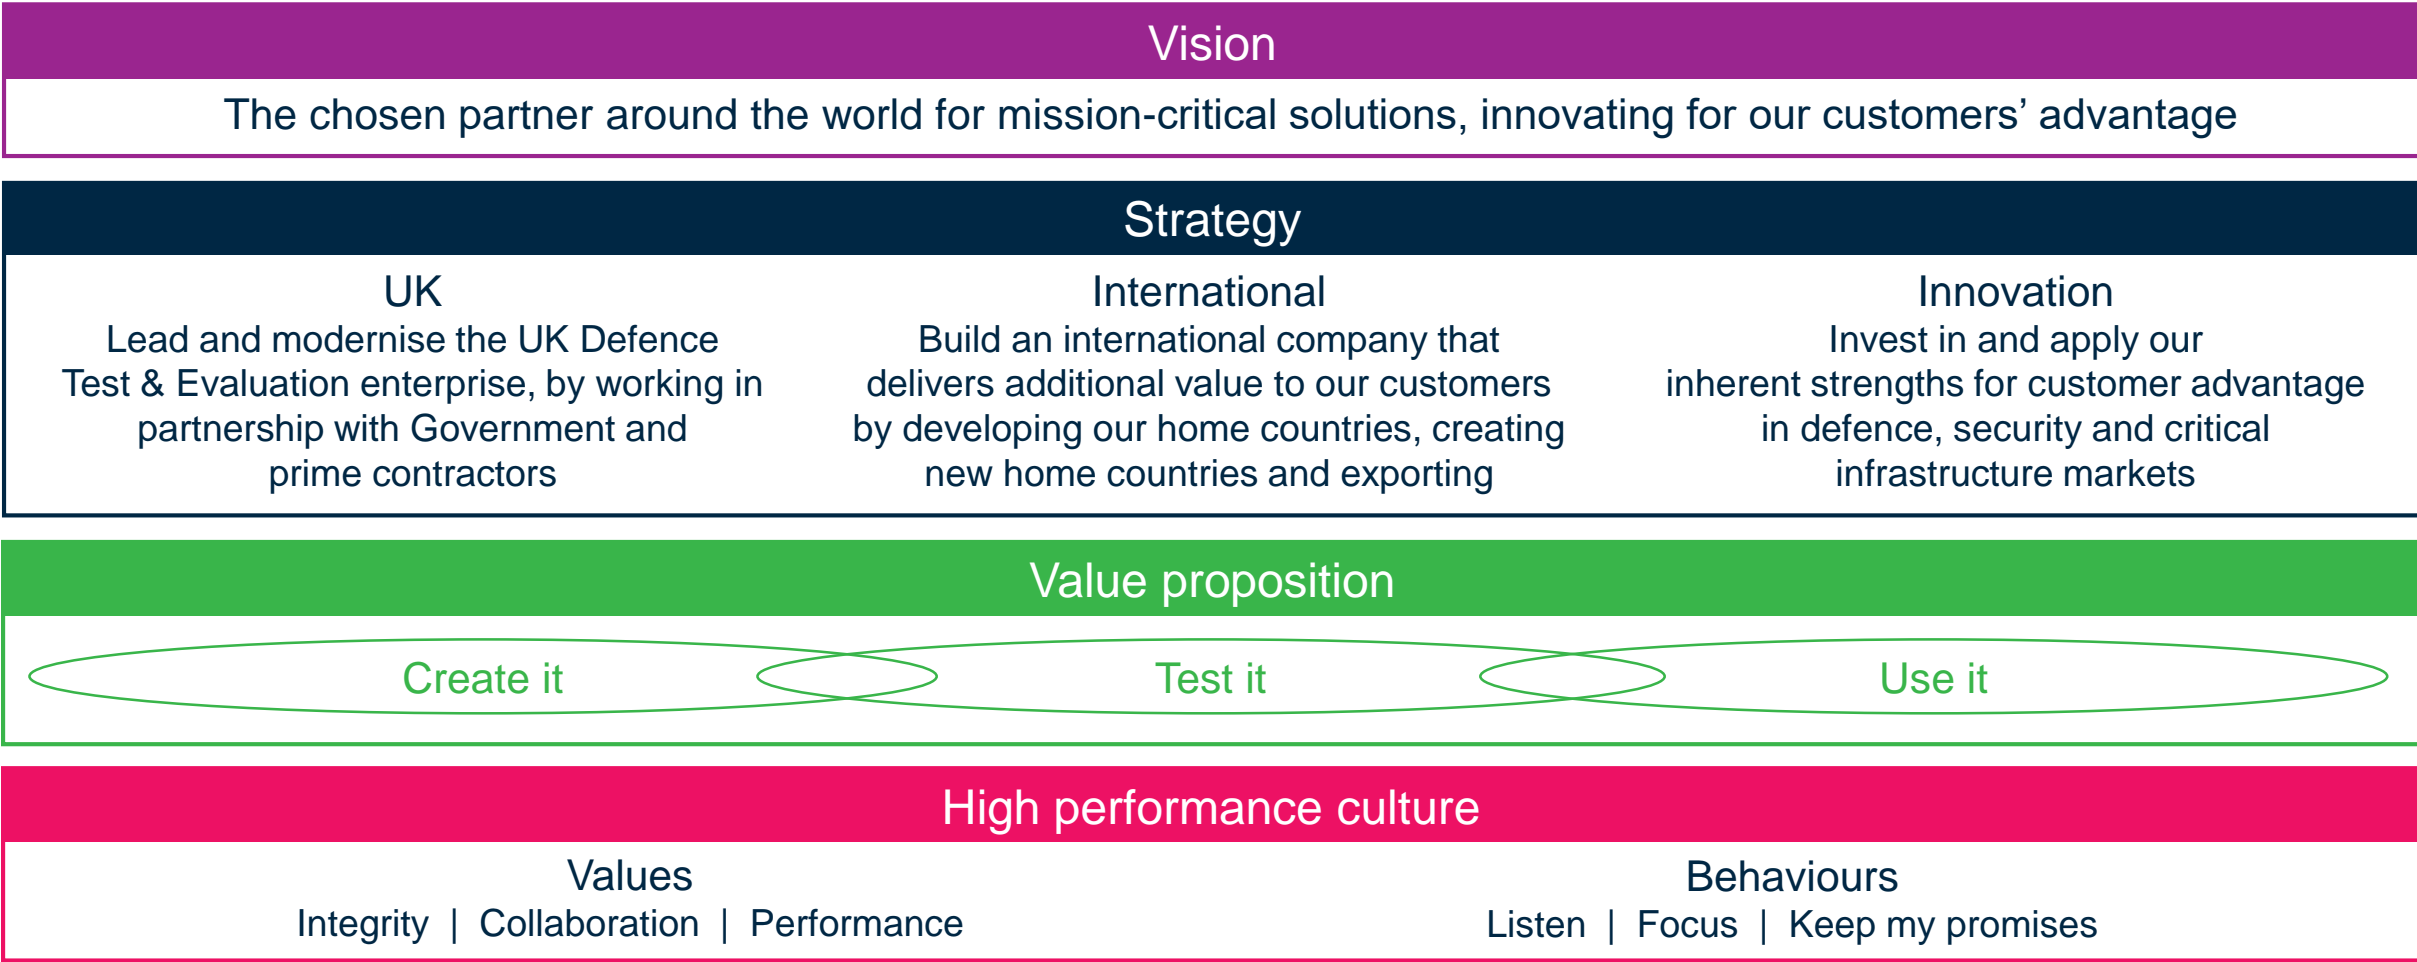 Vision
The chosen partner around the world for mission-critical solutions, innovating for our customers’ advantage
Strategy
UK
Lead and modernise the UK Defence
Test & Evaluation enterprise, by working in
partnership with Government and
prime contractors
International
Build an international company that
delivers additional value to our customers
by developing our home countries, creating
new home countries and exporting
Innovation
Invest in and apply our
inherent strengths for customer advantage
in defence, security and critical
infrastructure markets
Value proposition
Create it
Test it
Use it
High performance culture
Values
Integrity | Collaboration | Performance
Behaviours
Listen | Focus | Keep my promises